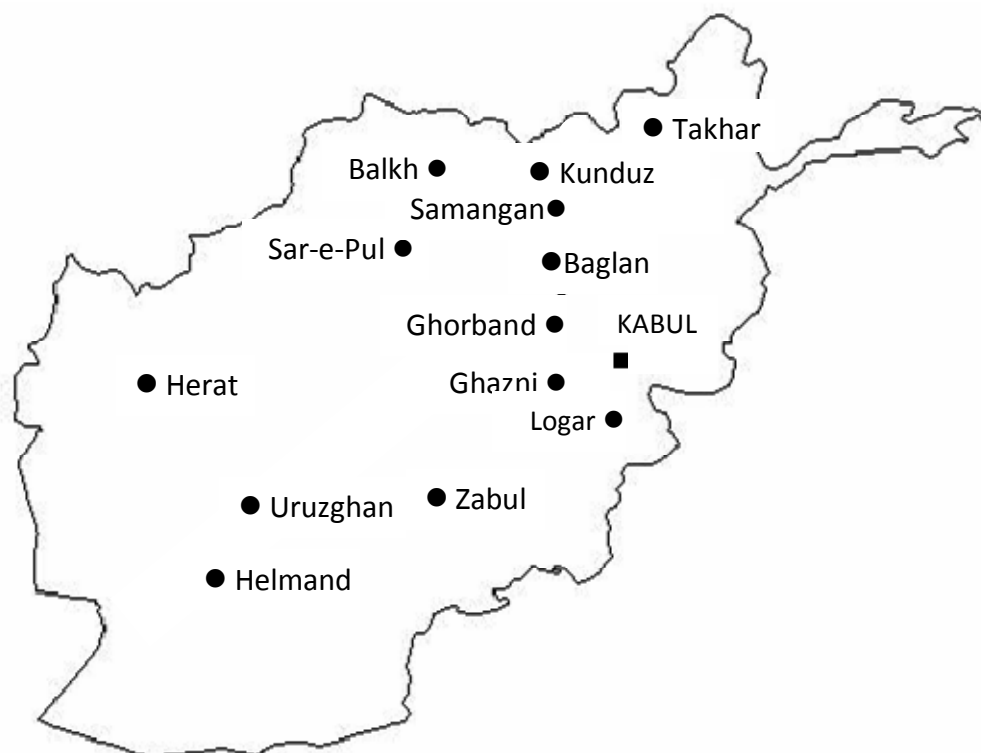 Takhar
Balkh
Kunduz
Samangan
Sar-e-Pul
Baglan
Ghorband
KABUL
Herat
Ghazni
Logar
Uruzghan
Zabul
Helmand